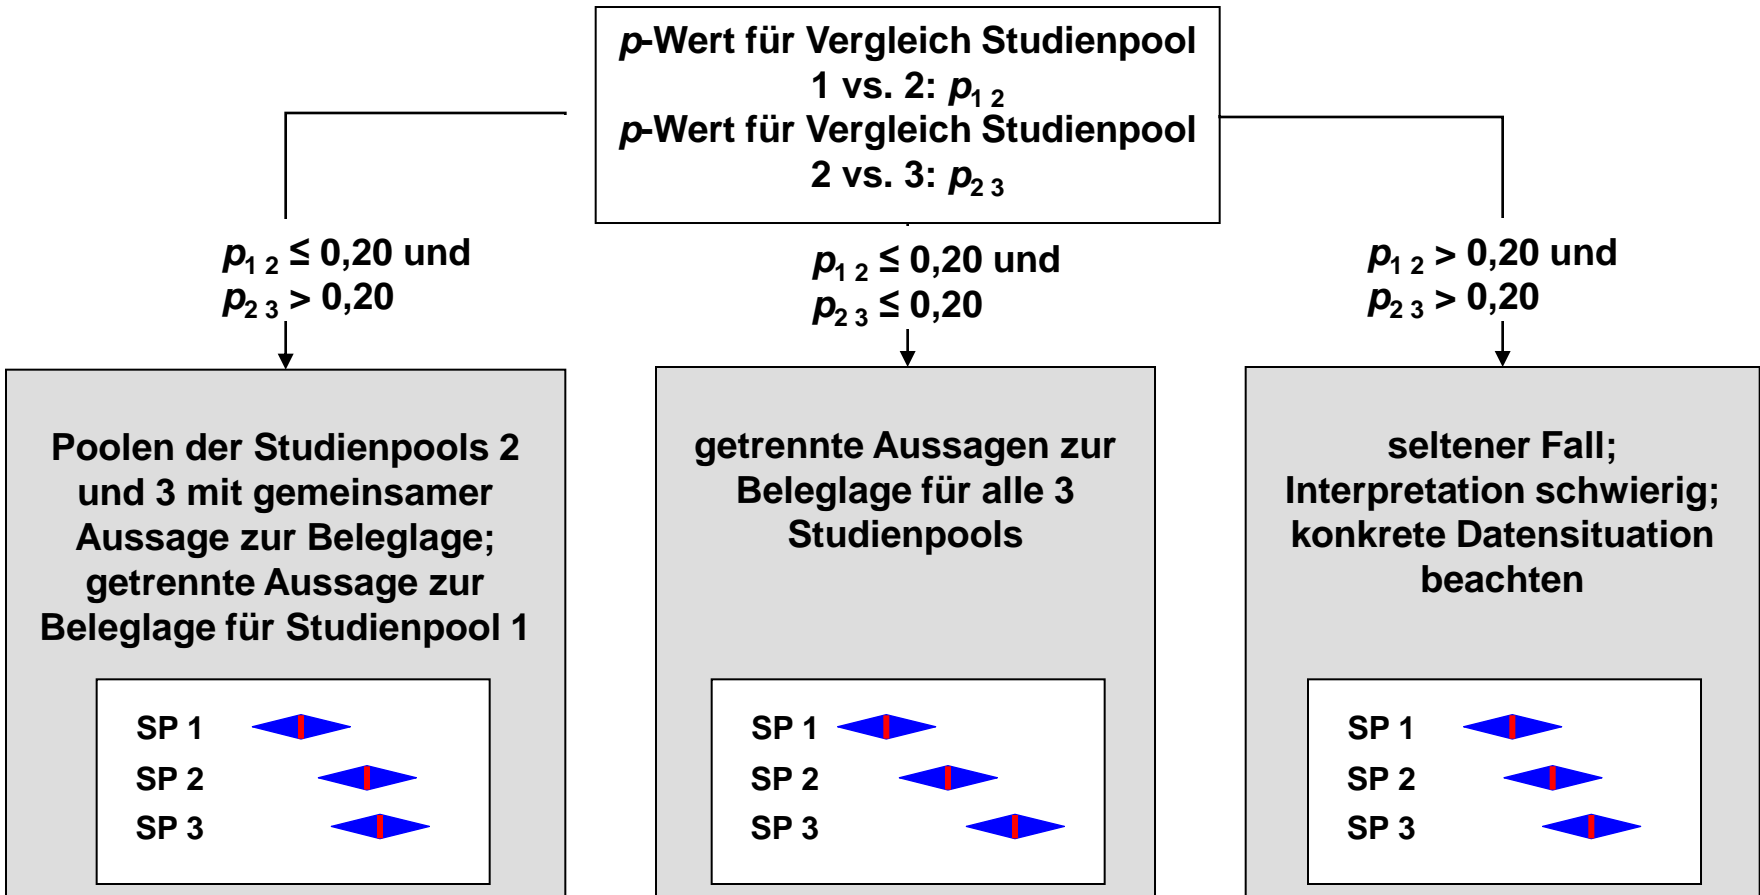 p-Wert für Vergleich Studienpool
1 vs. 2: p1 2
p-Wert für Vergleich Studienpool
2 vs. 3: p2 3
p1 2 ≤ 0,20 und
p2 3 > 0,20
p1 2 ≤ 0,20 und
p2 3 ≤ 0,20
p1 2 > 0,20 und
p2 3 > 0,20
Poolen der Studienpools 2
und 3 mit gemeinsamer
Aussage zur Beleglage;
getrennte Aussage zur
Beleglage für Studienpool 1
SP 1
SP 2
SP 3
getrennte Aussagen zur
Beleglage für alle 3
Studienpools
SP 1
SP 2
SP 3
seltener Fall;
Interpretation schwierig;
konkrete Datensituation
beachten
SP 1
SP 2
SP 3